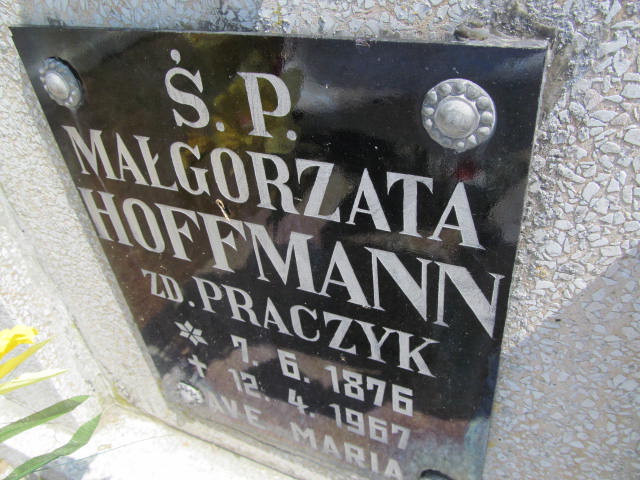 Ś. P.
MAŁGORZATA
HOFFMANN
ZD. PRACZYK
* 7. 6. 1876
+ 12. 4. 1967
AVE MARIA